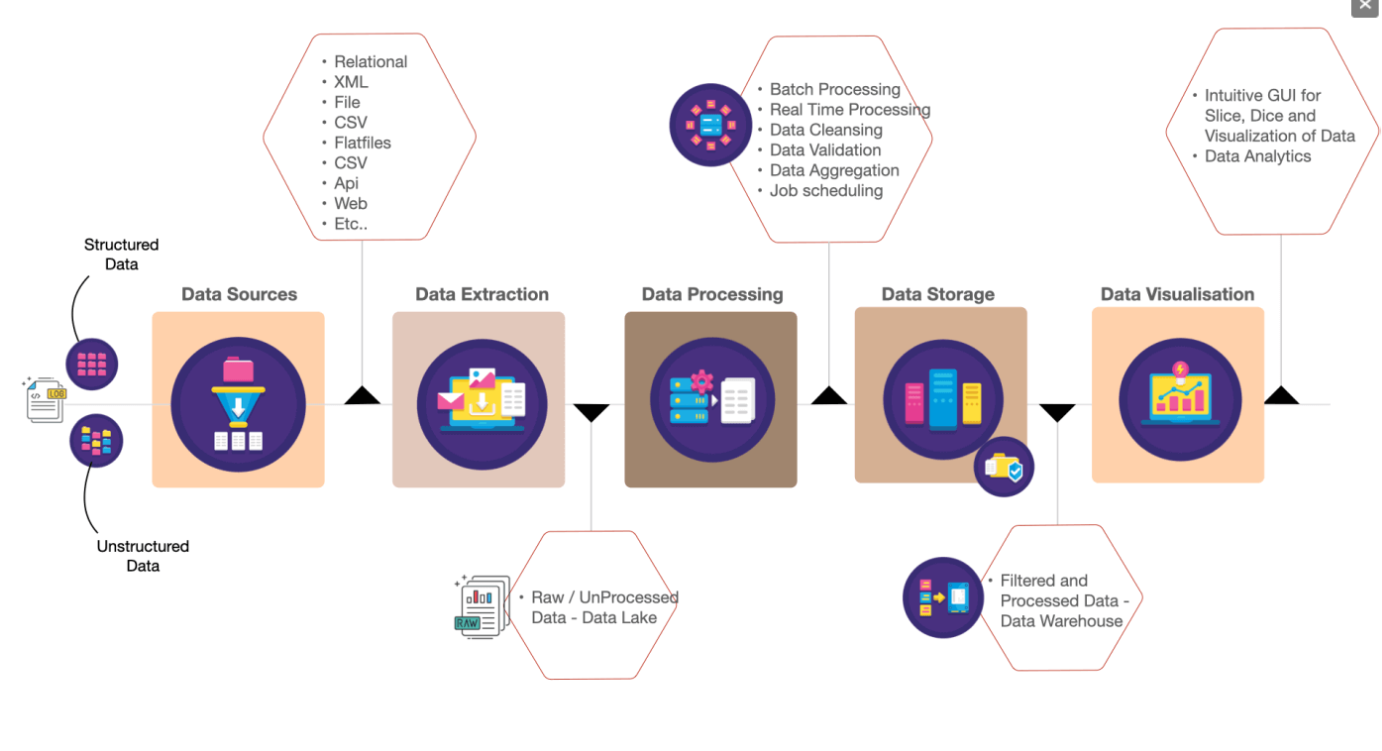 • Relational
• XML
• File
• CSV
• Flatfiles
• CSV
• Api
• Web
• Etc..
• Batch Processing
• Real Time Processing
• Data Cleansing
• Data Validation
• Data Aggregation
• Job scheduling
• Intuitive GUI for
Slice, Dice and
Visualization of Data
• Data Analytics
Structured
Data
Data Sources
Data Extraction
Data Processing
Data Storage
Data Visualisation
LOG
Unstructured
Data
RAW
• Raw / UnProcessed
Data - Data Lake
• Filtered and
Processed Data -
Data Warehouse